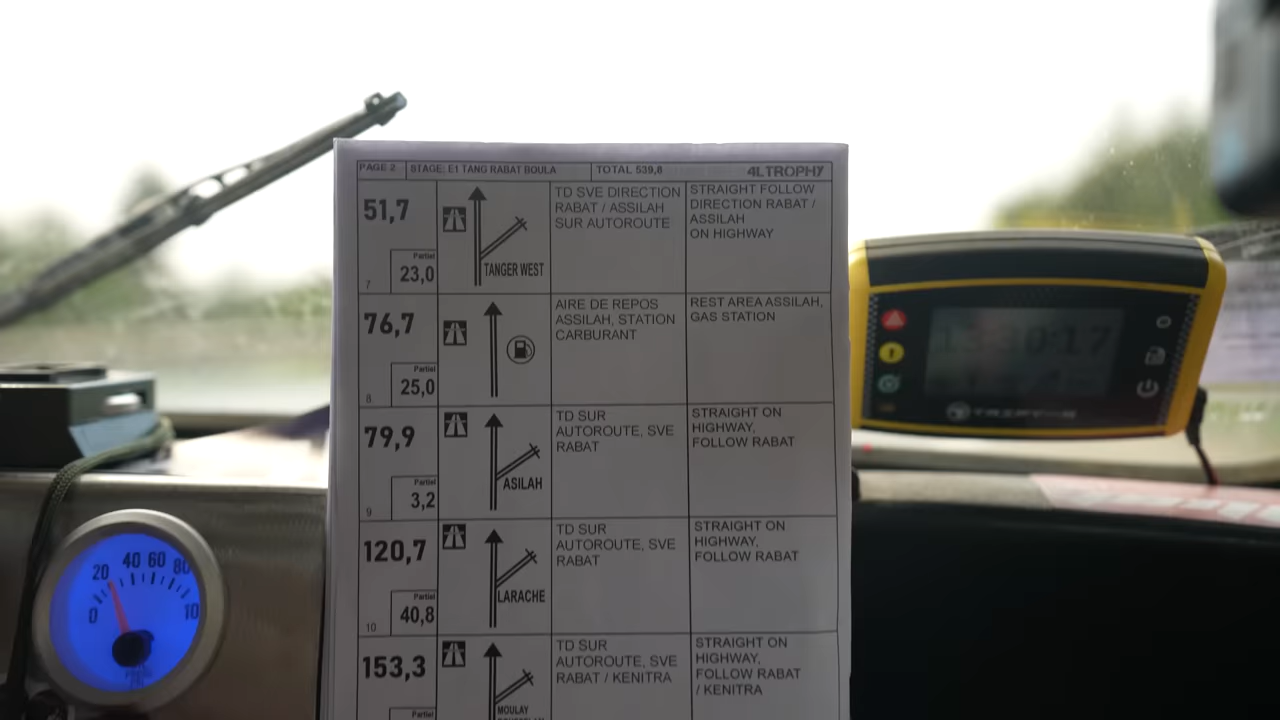 PAGE 2 STAGE: E1 TANG RABAT BOULA TOTAL 539,8 4LTROPHY
51,7
Partiel
23,0
7
TANGER WEST
TD SVE DIRECTION
RABAT / ASSILAH
SUR AUTOROUTE
STRAIGHT FOLLOW
DIRECTION RABAT /
ASSILAH
ON HIGHWAY
76,7
Partiel
25,0
8
AIRE DE REPOS
ASSILAH, STATION
CARBURANT
REST AREA ASSILAH,
GAS STATION
79,9
Partiel
3,2
9
ASILAH
TD SUR
AUTOROUTE, SVE
RABAT
STRAIGHT ON
HIGHWAY,
FOLLOW RABAT
120,7
Partiel
40,8
10
LARACHE
TD SUR
AUTOROUTE, SVE
RABAT
STRAIGHT ON
HIGHWAY,
FOLLOW RABAT
153,3
Partiel
MOULAY
TD SUR
AUTOROUTE, SVE
RABAT / KENITRA
STRAIGHT ON
HIGHWAY,
FOLLOW RABAT
/ KENITRA
0 20 40 60 80 10